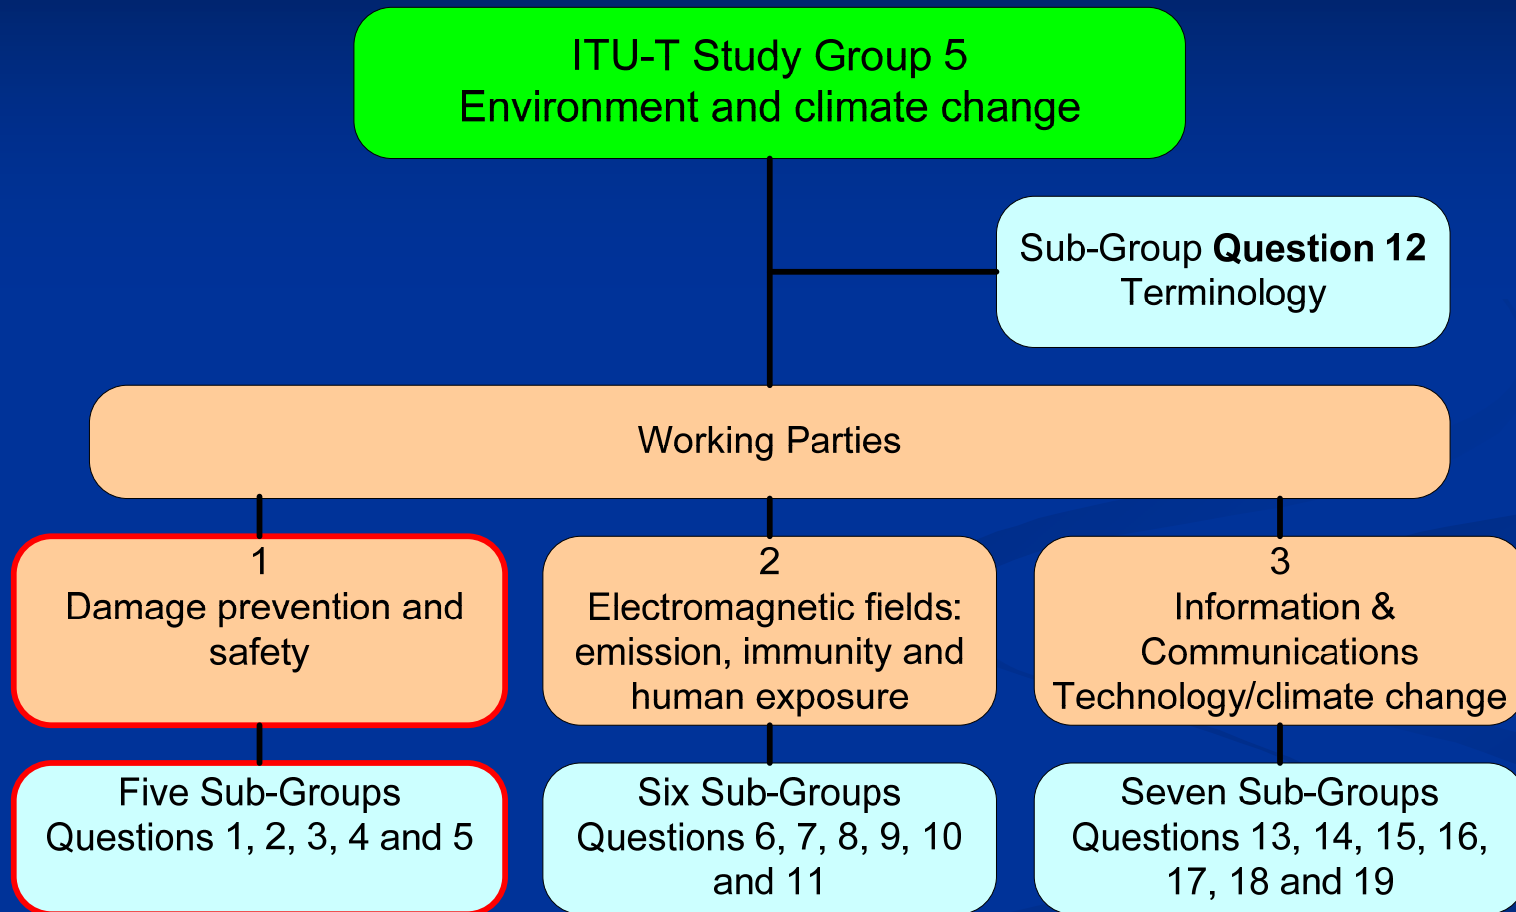 ITU-T Study Group 5
Environment and climate change
Sub-Group Question 12
Terminology
Working Parties
1
Damage prevention and
safety
2
Electromagnetic fields:
emission, immunity and
human exposure
3
Information &
Communications
Technology/climate change
Five Sub-Groups
Questions 1, 2, 3, 4 and 5
Six Sub-Groups
Questions 6, 7, 8, 9, 10
and 11
Seven Sub-Groups
Questions 13, 14, 15, 16,
17, 18 and 19